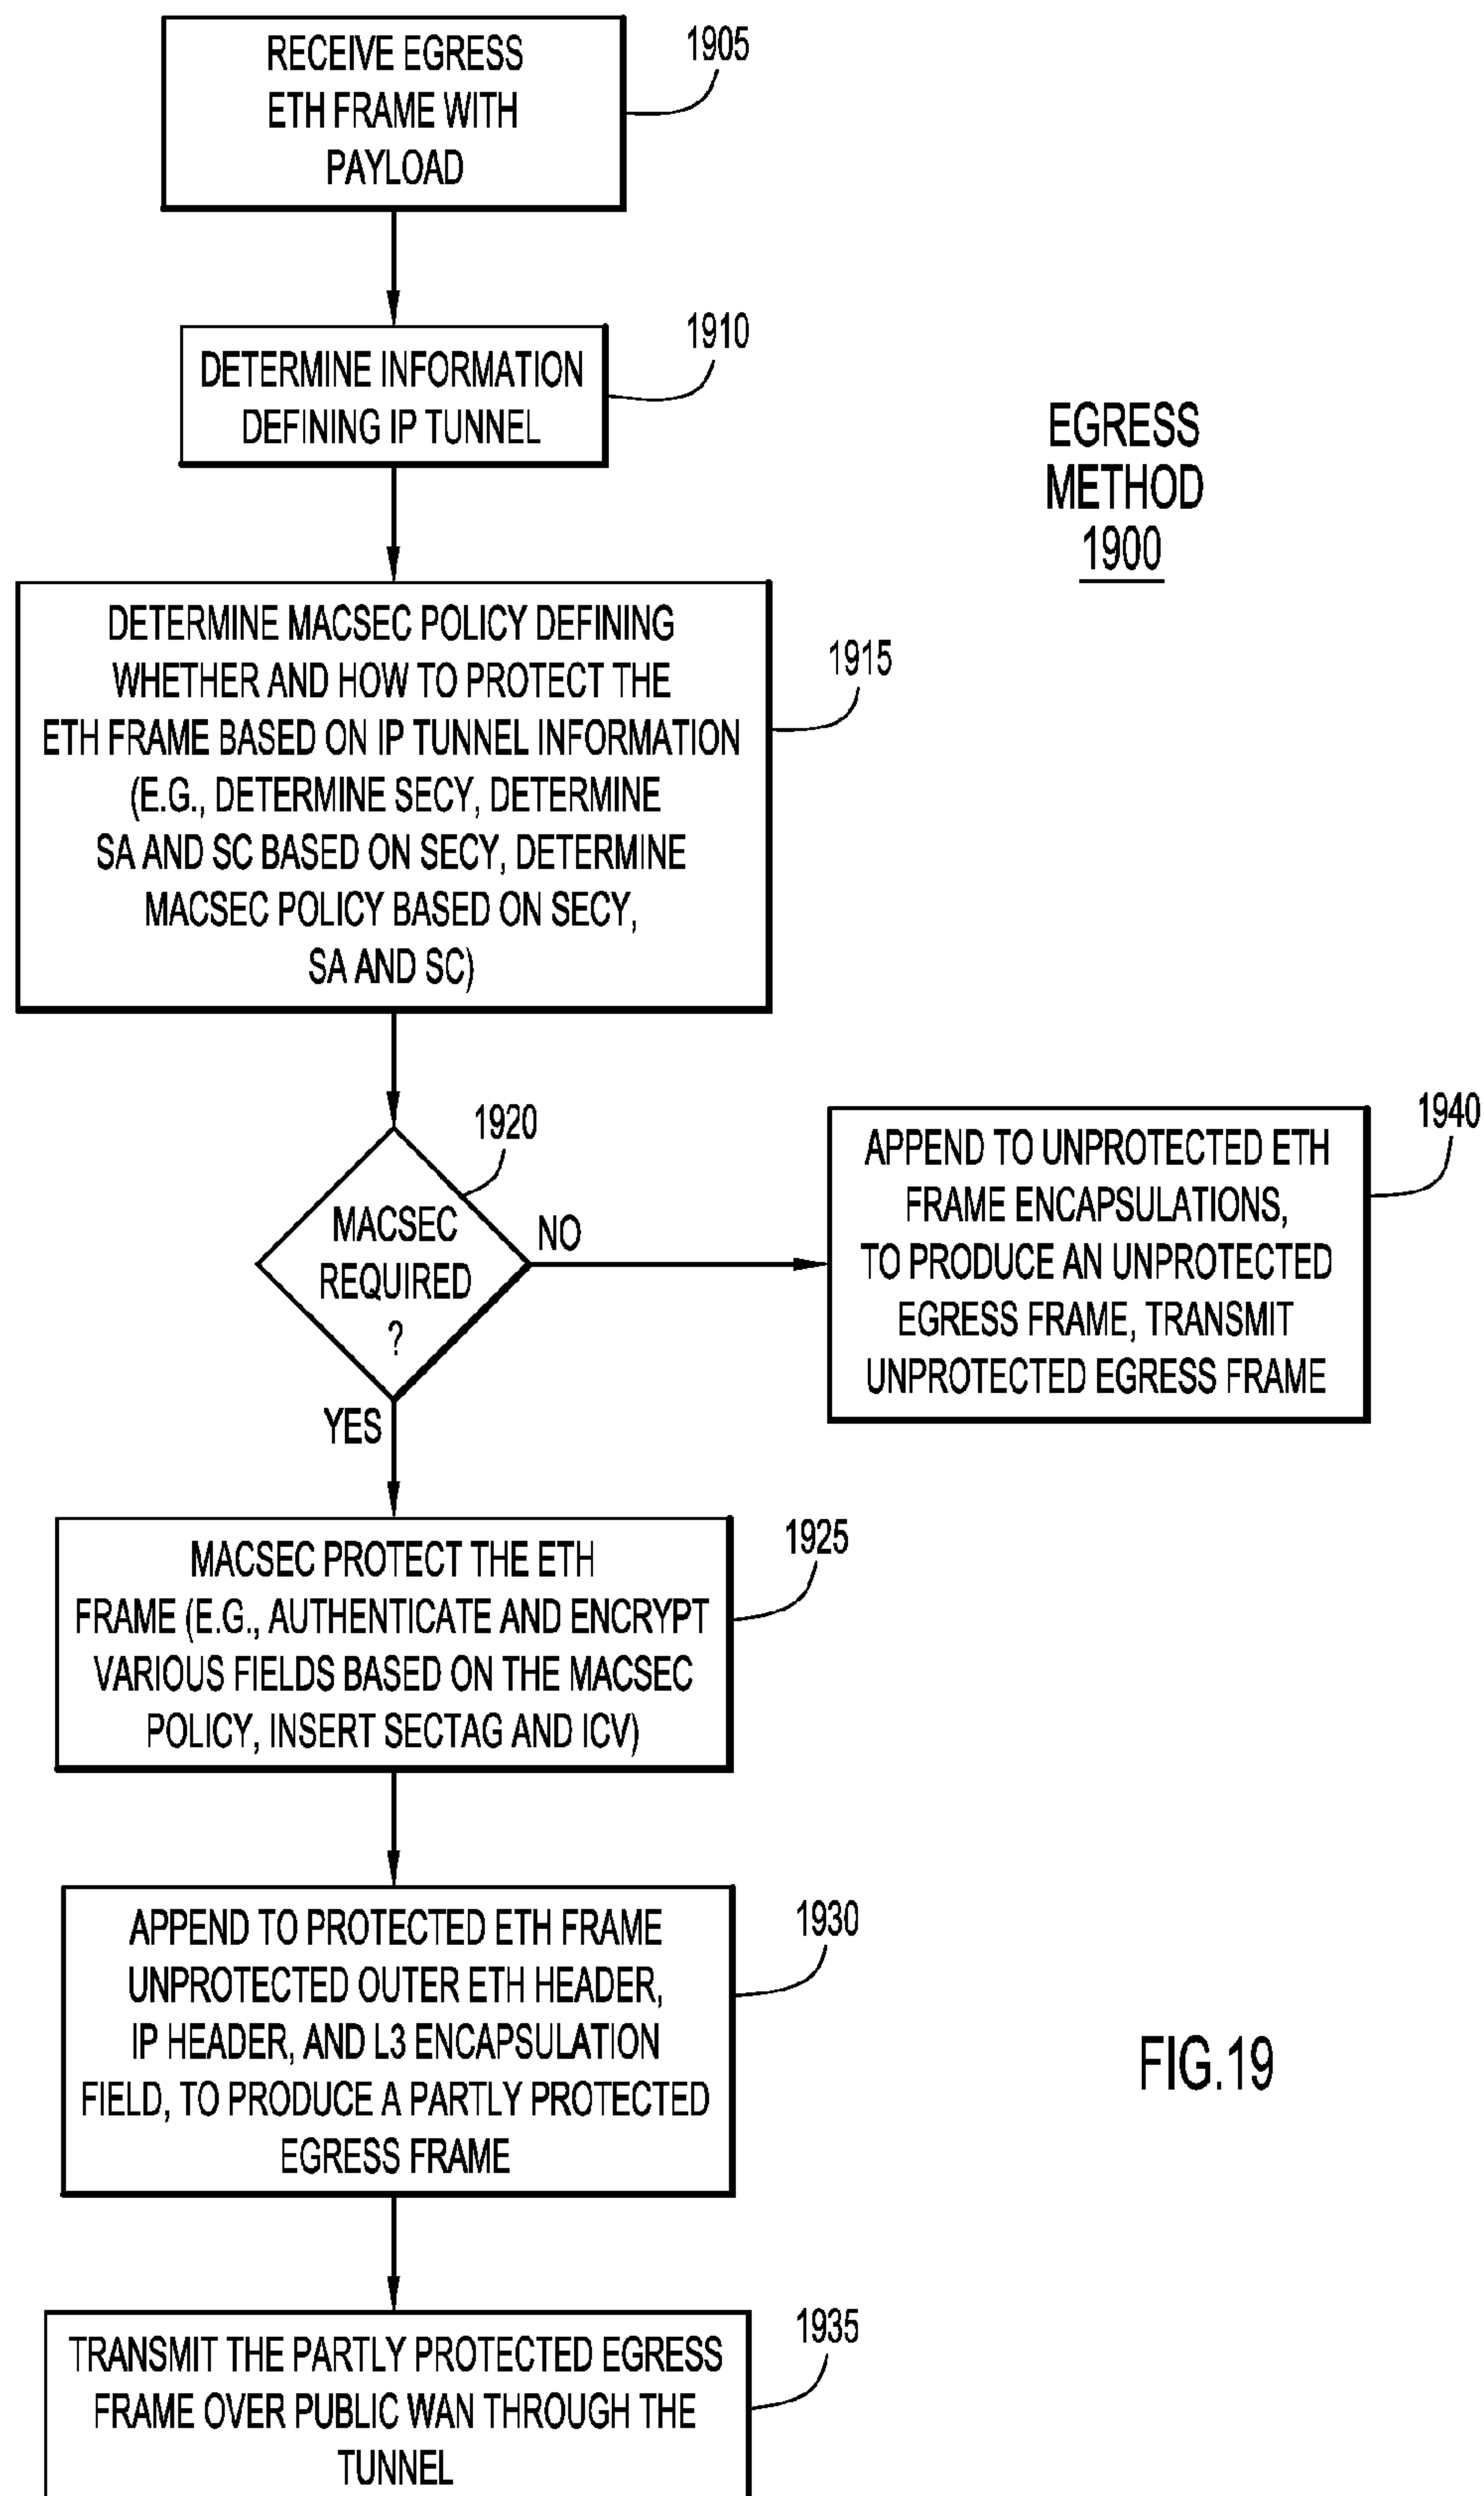 RECEIVE EGRESS
ETH FRAME WITH
PAYLOAD
1905
DETERMINE INFORMATION
DEFINING IP TUNNEL
1910
EGRESS
METHOD
1900
DETERMINE MACSEC POLICY DEFINING
WHETHER AND HOW TO PROTECT THE
ETH FRAME BASED ON IP TUNNEL INFORMATION
(E.G., DETERMINE SECY, DETERMINE
SA AND SC BASED ON SECY, DETERMINE
MACSEC POLICY BASED ON SECY,
SA AND SC)
1915
1920
MACSEC
REQUIRED
?
NO
YES
1940
APPEND TO UNPROTECTED ETH
FRAME ENCAPSULATIONS,
TO PRODUCE AN UNPROTECTED
EGRESS FRAME, TRANSMIT
UNPROTECTED EGRESS FRAME
MACSEC PROTECT THE ETH
FRAME (E.G., AUTHENTICATE AND ENCRYPT
VARIOUS FIELDS BASED ON THE MACSEC
POLICY, INSERT SECTAG AND ICV)
1925
APPEND TO PROTECTED ETH FRAME
UNPROTECTED OUTER ETH HEADER,
IP HEADER, AND L3 ENCAPSULATION
FIELD, TO PRODUCE A PARTLY PROTECTED
EGRESS FRAME
1930
FIG.19
TRANSMIT THE PARTLY PROTECTED EGRESS
FRAME OVER PUBLIC WAN THROUGH THE
TUNNEL
1935